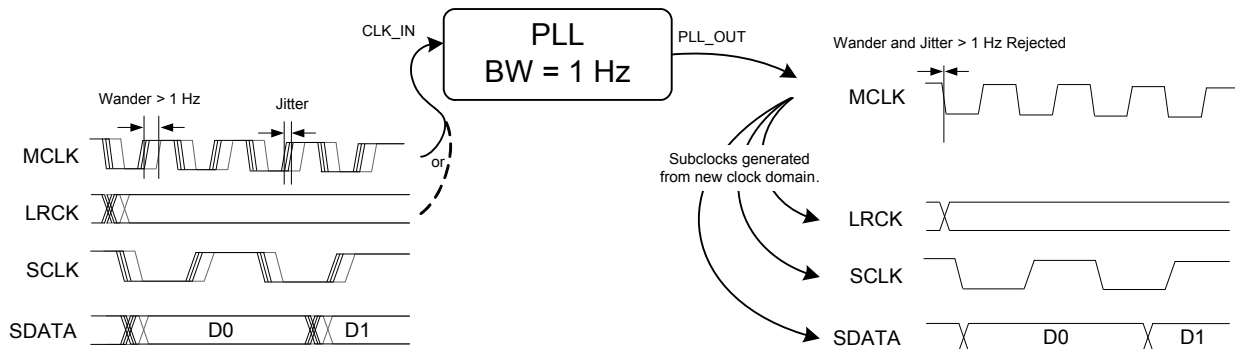 Wander > 1 Hz
Jitter
MCLK
LRCK
SCLK
SDATA
D0
D1
or
CLK_IN
PLL
BW = 1 Hz
PLL_OUT
Subclocks generated
from new clock domain.
Wander and Jitter > 1 Hz Rejected
MCLK
LRCK
SCLK
SDATA
D0
D1